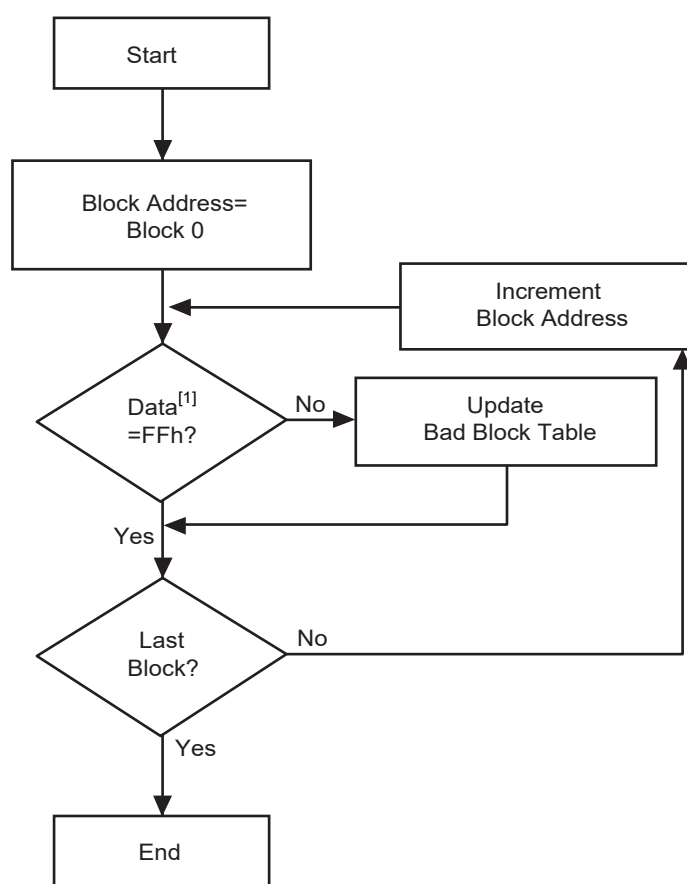 Start
Block Address=
Block 0
Increment
Block Address
Data[1]
=FFh?
No
Update
Bad Block Table
Yes
Last
Block?
No
Yes
End